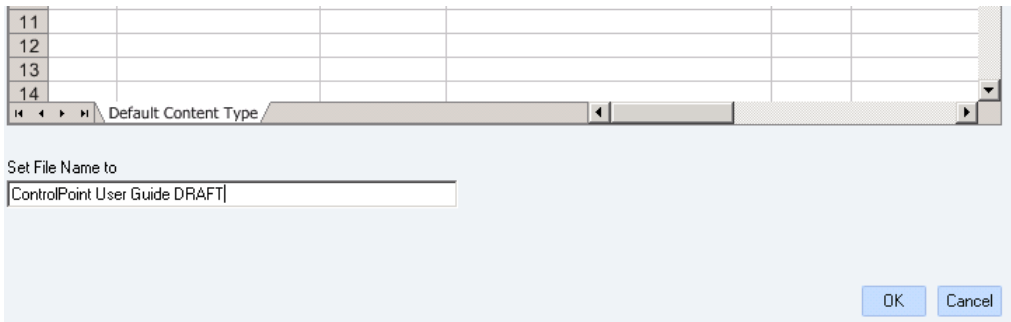 11
12
13
14
Default Content Type
Set File Name to
ControlPoint User Guide DRAFT
OK Cancel